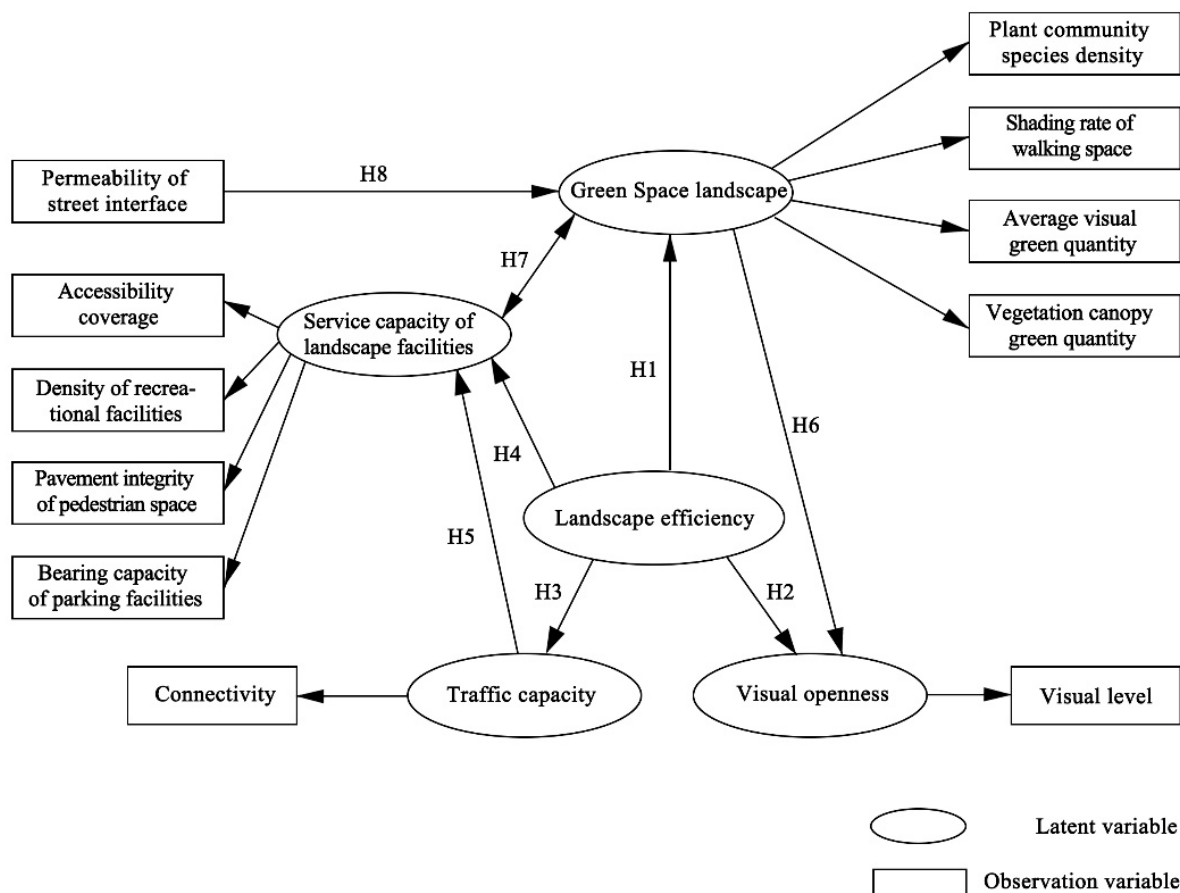 Plant community
species density
Shading rate of
walking space
Permeability of
street interface
H8
Green Space landscape
Average visual
green quantity
H7
Accessibility
coverage
Service capacity of
landscape facilities
Vegetation canopy
green quantity
H1
Density of recrea-
tional facilities
H6
H4
Pavement integrity
of pedestrian space
Landscape efficiency
H5
Bearing capacity
of parking facilities
H3
H2
Connectivity
Traffic capacity
Visual openness
Visual level
Latent variable
Observation variable